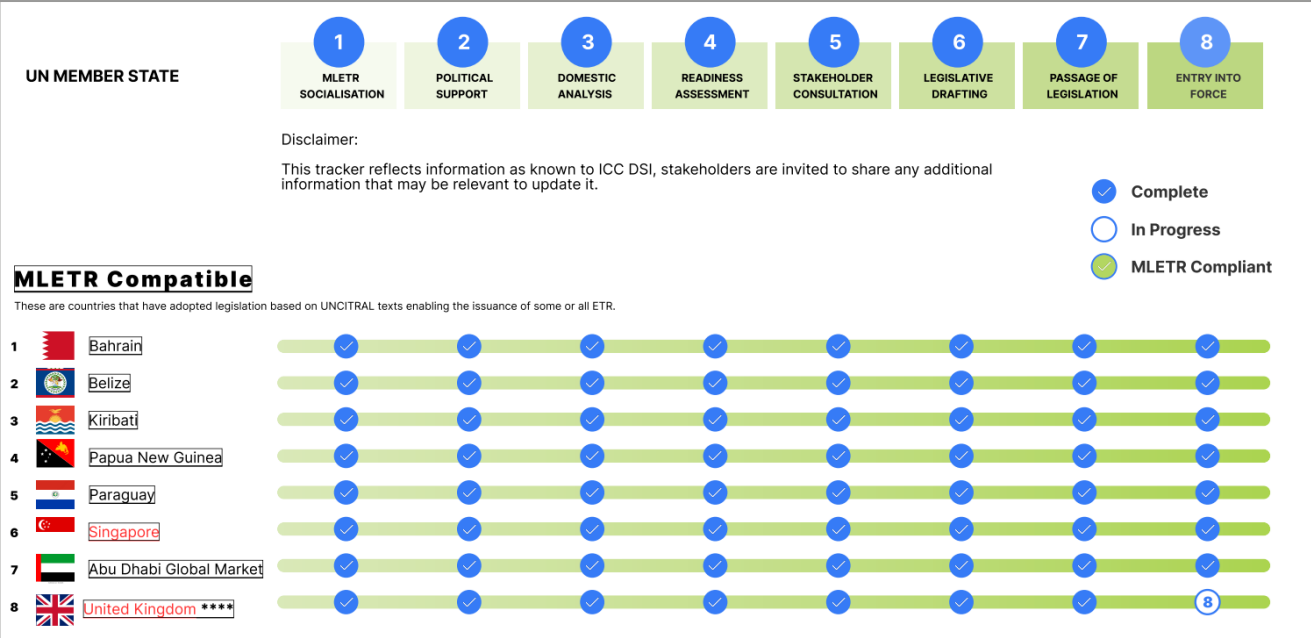 UN MEMBER STATE
1
MLETR
SOCIALISATION
2
POLITICAL
SUPPORT
3
DOMESTIC
ANALYSIS
4
READINESS
ASSESSMENT
5
STAKEHOLDER
CONSULTATION
6
LEGISLATIVE
DRAFTING
7
PASSAGE OF
LEGISLATION
8
ENTRY INTO
FORCE
Disclaimer:
This tracker reflects information as known to ICC DSI, stakeholders are invited to share any additional
information that may be relevant to update it.
Complete
In Progress
MLETR Compliant
MLETR Compatible
These are countries that have adopted legislation based on UNCITRAL texts enabling the issuance of some or all ETR.
1 Bahrain
2 Belize
3 Kiribati
4 Papua New Guinea
5 Paraguay
6 Singapore
7 Abu Dhabi Global Market
8 United Kingdom **** 8